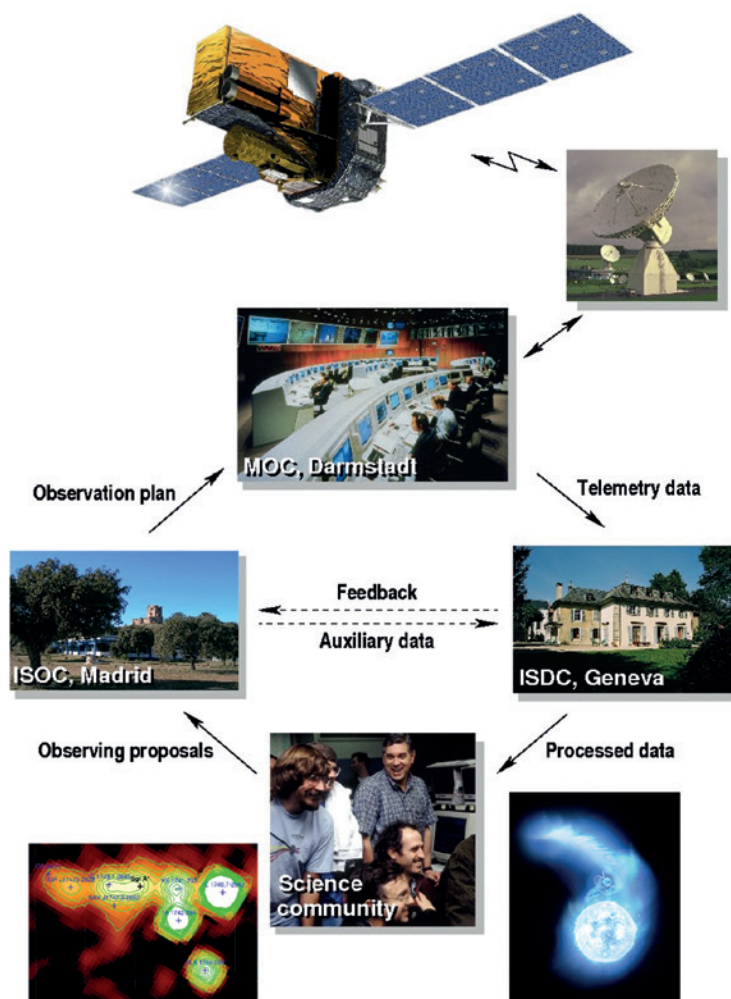 MOC, Darmstadt
Observation plan
Telemetry data
Feedback
Auxiliary data
ISOC, Madrid
ISDC, Geneva
Observing proposals
Processed data
Science
community
Sgr A*